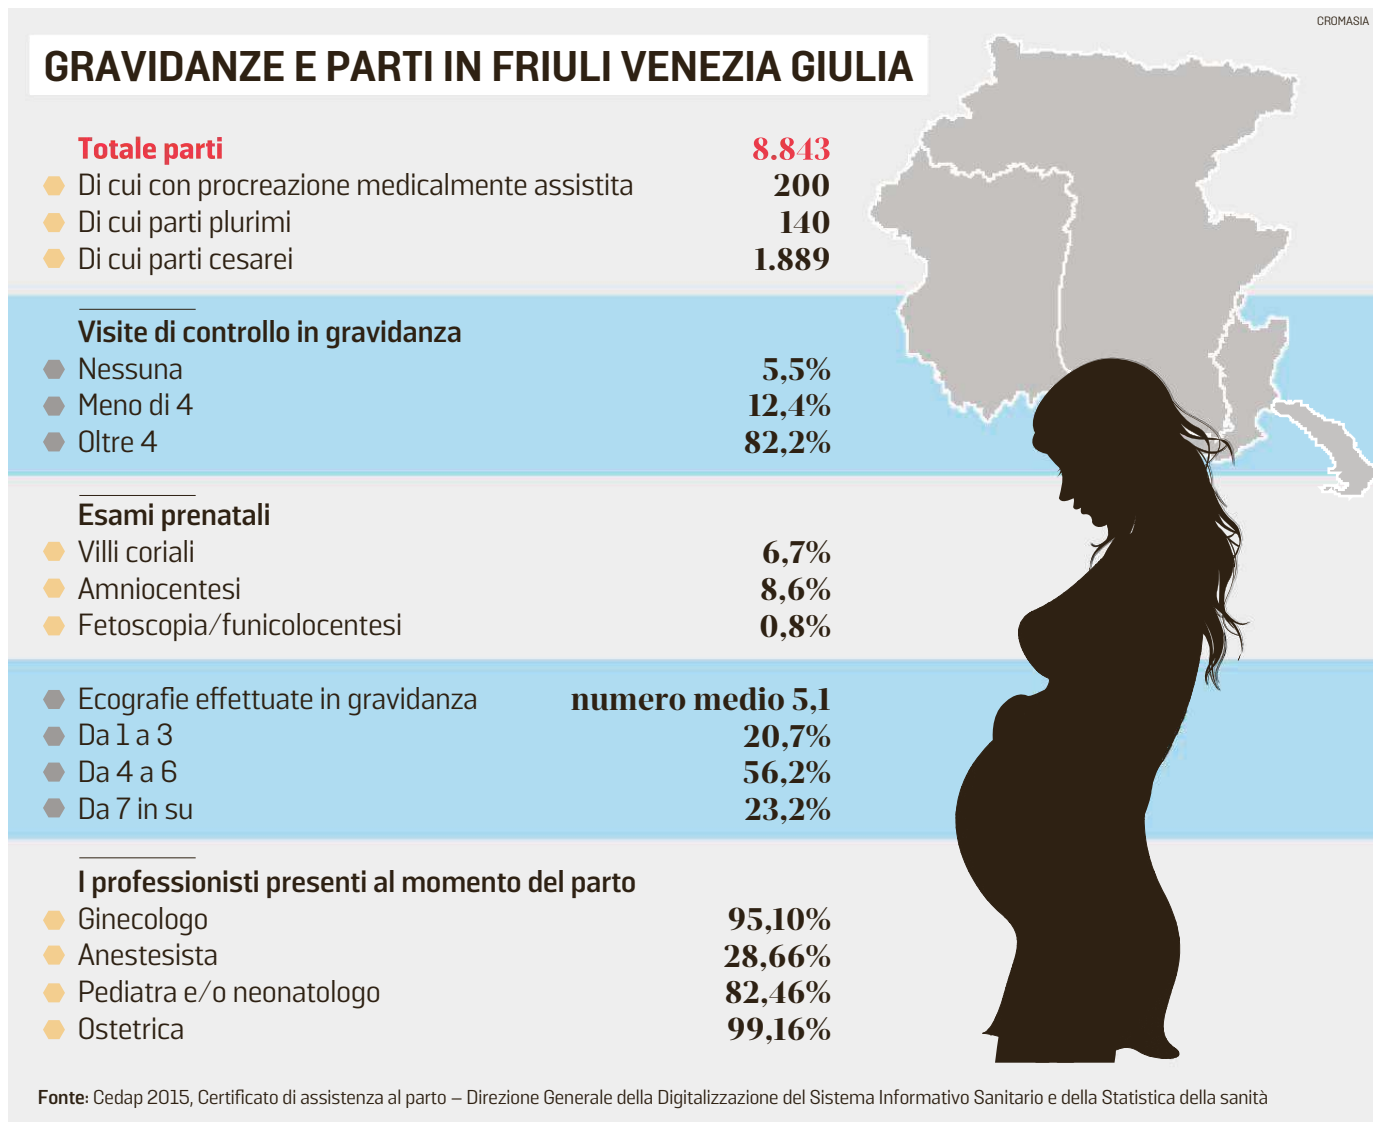 CROMASIA
GRAVIDANZE E PARTI IN FRIULI VENEZIA GIULIA
Totale parti 8.843
Di cui con procreazione medicalmente assistita 200
Di cui parti plurimi 140
Di cui parti cesarei 1.889
Visite di controllo in gravidanza
Nessuna 5,5%
Meno di 4 12,4%
Oltre 4 82,2%
Esami prenatali
Villi coriali 6,7%
Amniocentesi 8,6%
Fetoscopia/funicolocentesi 0,8%
Ecografie effettuate in gravidanza numero medio 5,1
Da 1 a 3 20,7%
Da 4 a 6 56,2%
Da 7 in su 23,2%
I professionisti presenti al momento del parto
Ginecologo 95,10%
Anestesista 28,66%
Pediatra e/o neonatologo 82,46%
Ostetrica 99,16%
Fonte: Cedap 2015, Certificato di assistenza al parto – Direzione Generale della Digitalizzazione del Sistema Informativo Sanitario e della Statistica della sanità